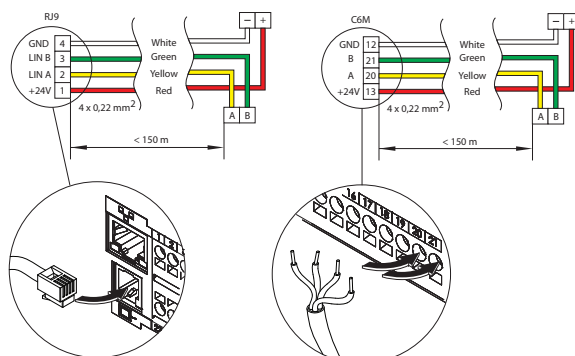 RJ9
GND 4 White
LIN B 3 Green
LIN A 2 Yellow
+24V 1 Red
4 x 0,22 mm²
− +
A B
< 150 m
C6M
GND 12 White
B 21 Green
A 20 Yellow
+24V 13 Red
4 x 0,22 mm²
− +
A B
< 150 m
1 2
16 17 18 19 20 21